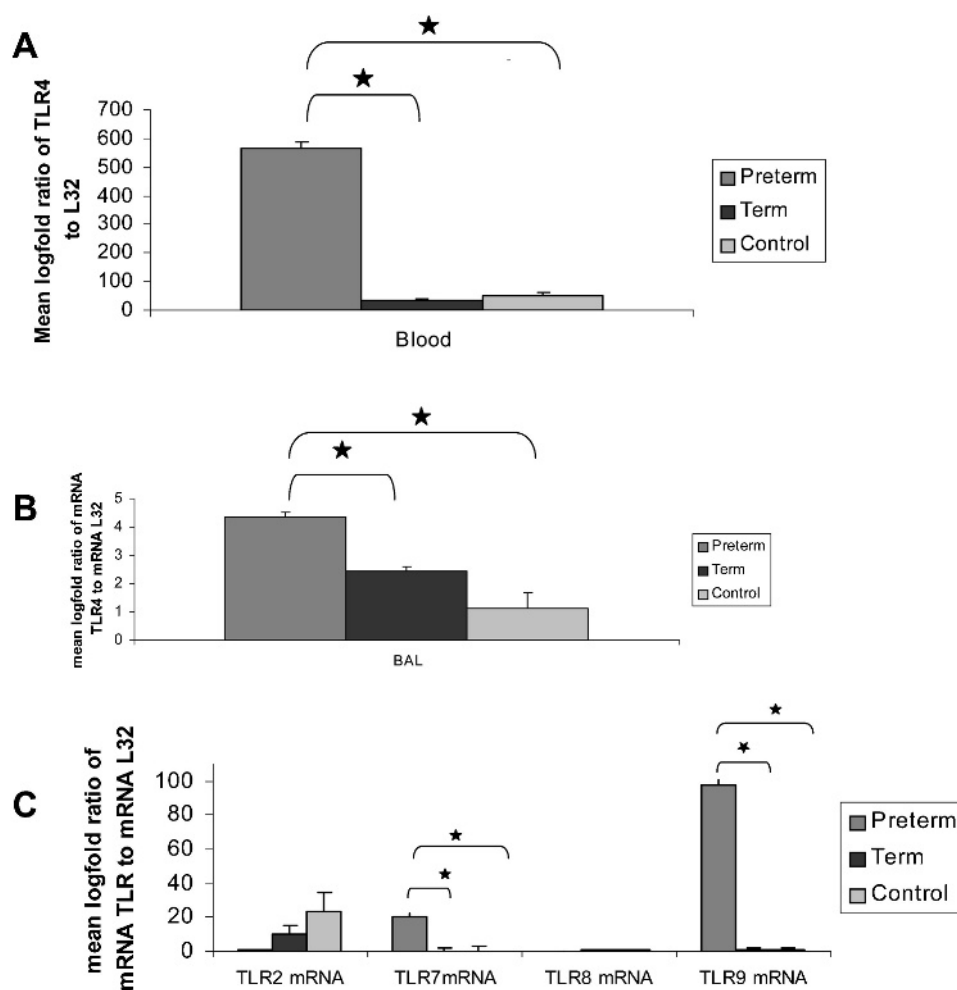 A
Mean logfold ratio of TLR4
to L32
700
600
500
400
300
200
100
0
Blood
Preterm
Term
Control
B
mean logfold ratio of mRNA
TLR4 to mRNA L32
5
4
3
2
1
0
BAL
Preterm
Term
Control
C
mean logfold ratio of
mRNA TLR to mRNA L32
100
80
60
40
20
0
TLR2 mRNA
TLR7mRNA
TLR8 mRNA
TLR9 mRNA
Preterm
Term
Control